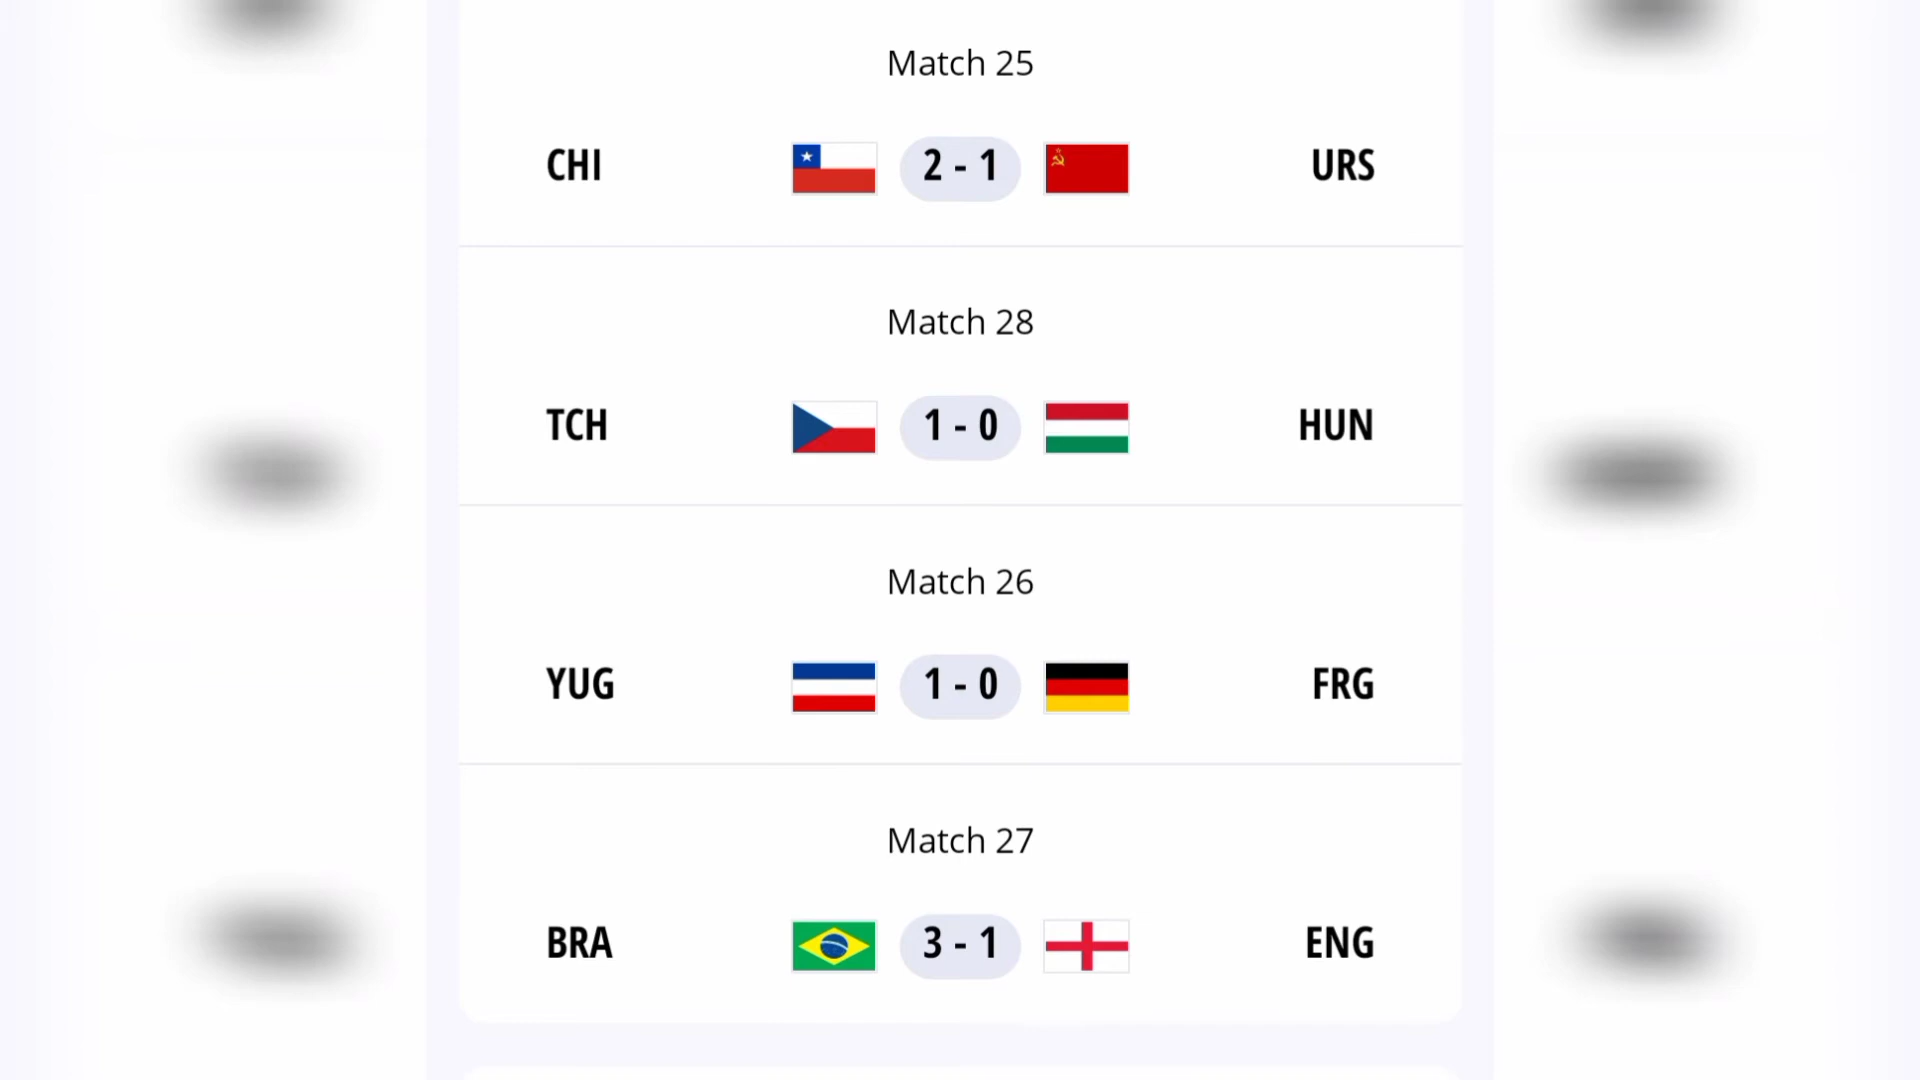 Match 25
CHI 2 - 1 URS
Match 28
TCH 1 - 0 HUN
Match 26
YUG 1 - 0 FRG
Match 27
BRA 3 - 1 ENG